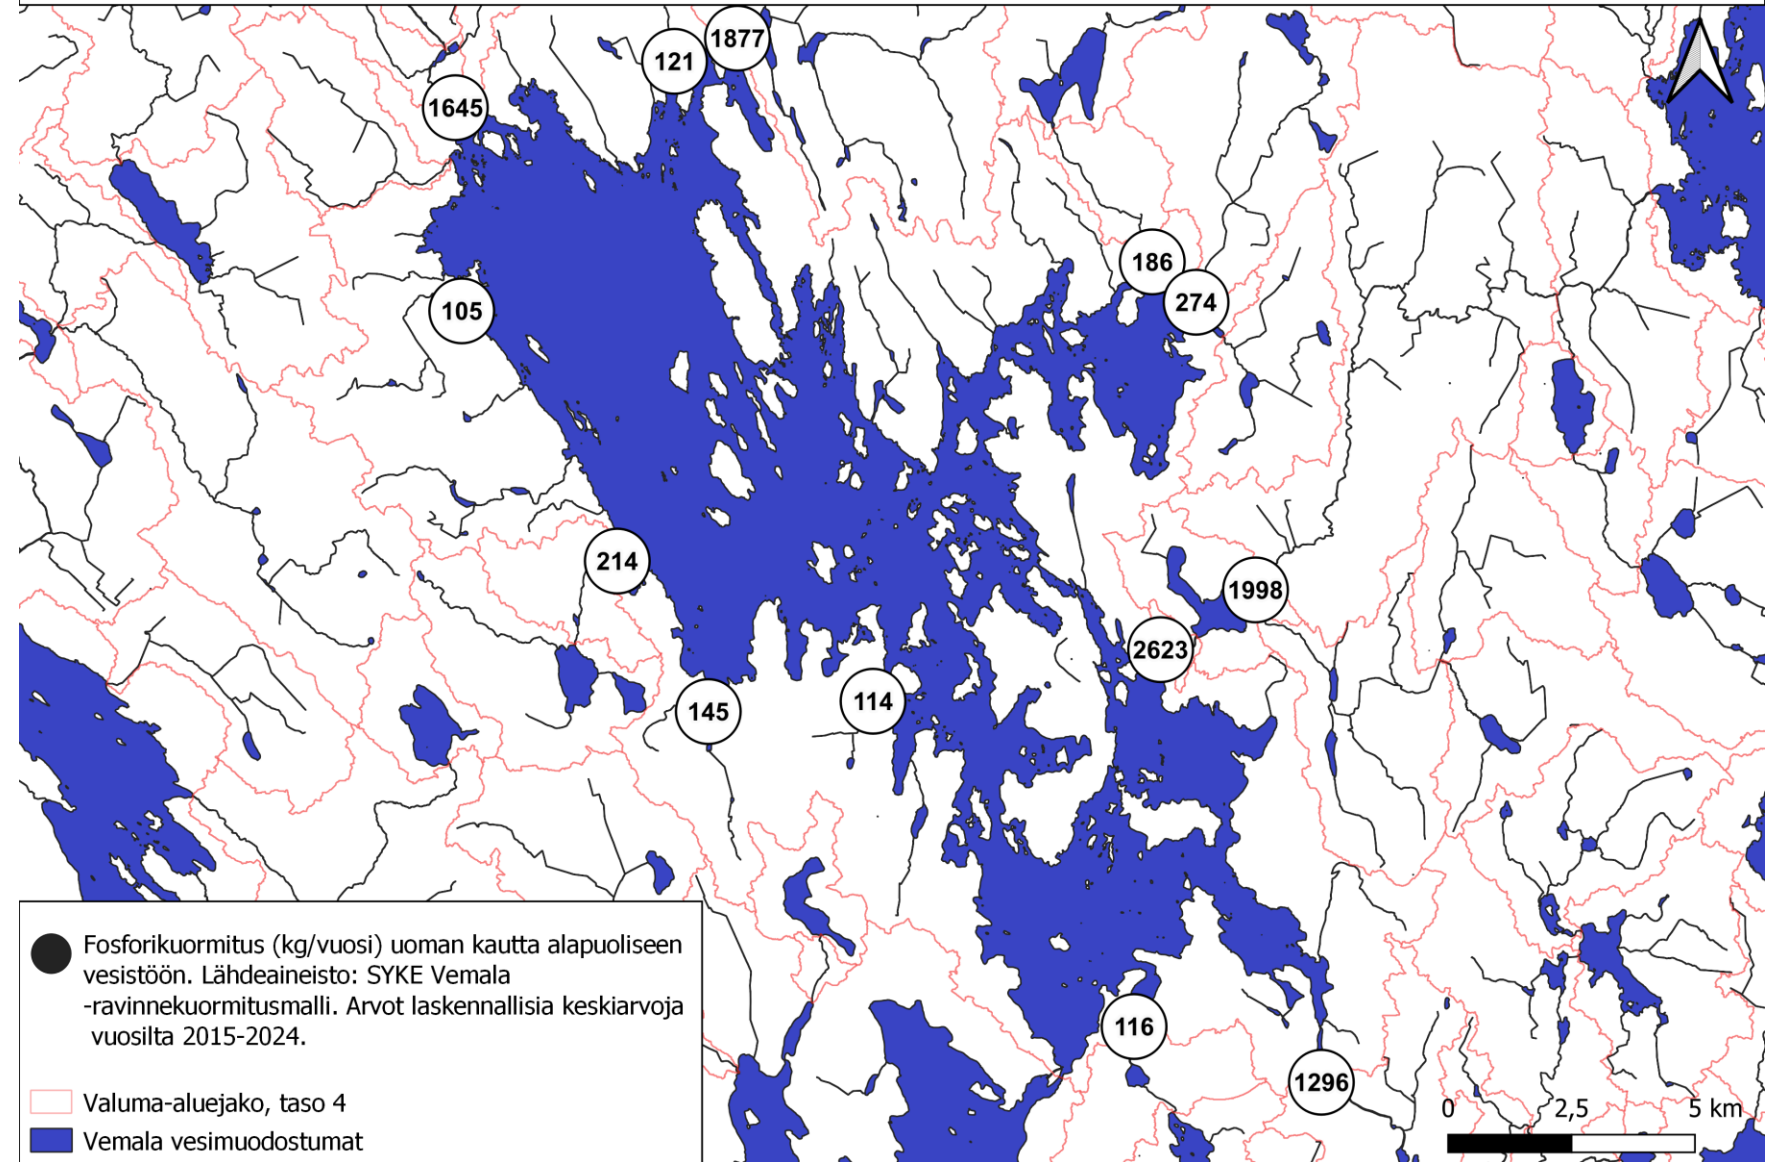 1877
121
1645
186
274
105
214
1998
2623
114
145
116
1296
Fosforikuormitus (kg/vuosi) uoman kautta alapuoliseen
vesistöön. Lähdeaineisto: SYKE Vemala
-ravinnekuormitusmalli. Arvot laskennallisia keskiarvoja
vuosilta 2015-2024.
Valuma-aluejako, taso 4
Vemala vesimuodostumat
0 2,5 5 km